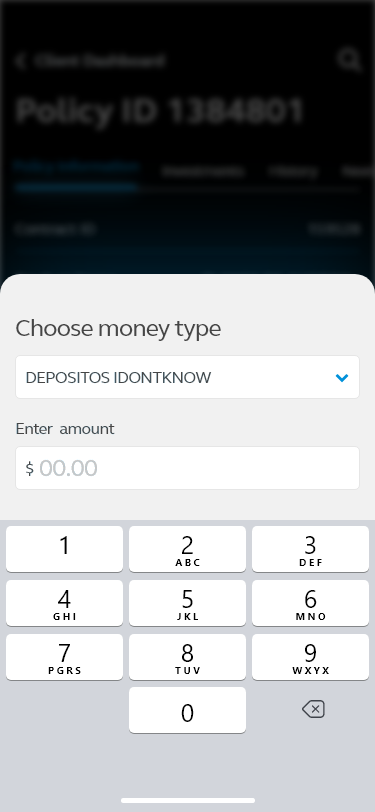 Client Dashboard
Policy ID 1384801
Policy Information Investments History
Contract ID
Choose money type
DEPOSITOS IDONTKNOW
Enter amount
$ 00.00
1 2 3
ABC DEF
4 5 6
GHI JKL MNO
7 8 9
PGRS TUV WXYX
0